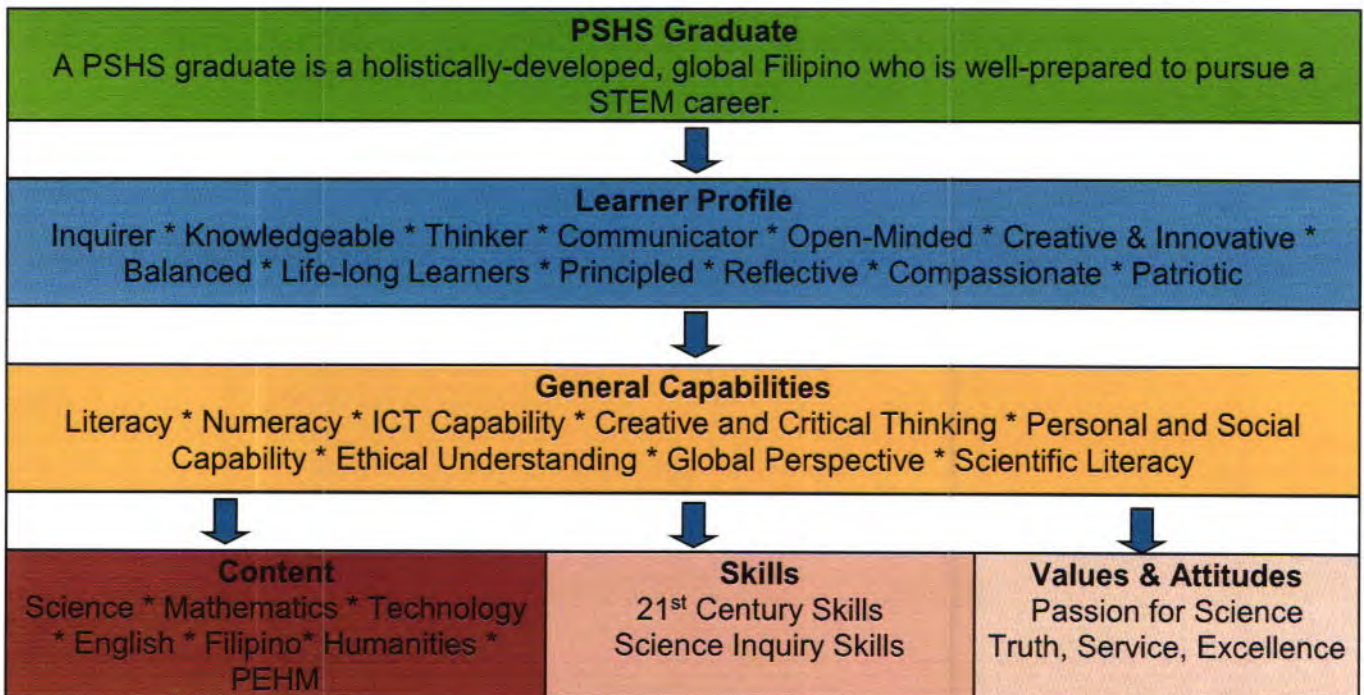 PSHS Graduate
A PSHS graduate is a holistically-developed, global Filipino who is well-prepared to pursue a
STEM career.
Learner Profile
Inquirer * Knowledgeable * Thinker * Communicator * Open-Minded * Creative & Innovative *
Balanced * Life-long Learners * Principled * Reflective * Compassionate * Patriotic
General Capabilities
Literacy * Numeracy * ICT Capability * Creative and Critical Thinking * Personal and Social
Capability * Ethical Understanding * Global Perspective * Scientific Literacy
Content
Science * Mathematics * Technology
* English * Filipino* Humanities *
PEHM
Skills
21st Century Skills
Science Inquiry Skills
Values & Attitudes
Passion for Science
Truth, Service, Excellence